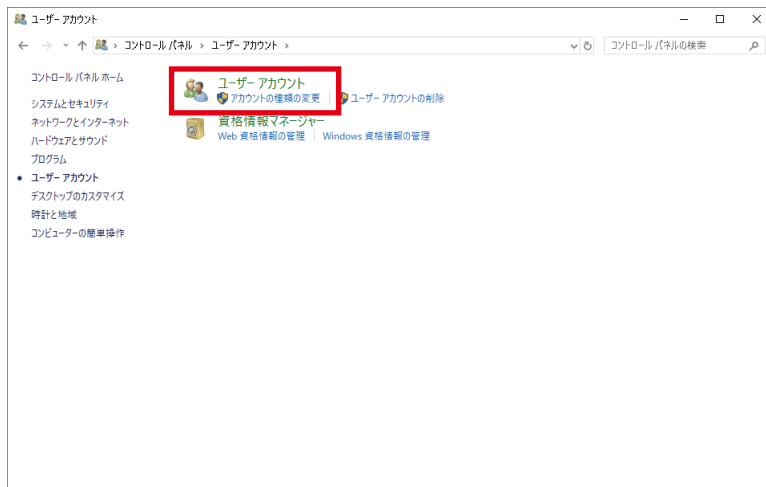 ユーザー アカウント
コントロール パネル › ユーザー アカウント ›
コントロール パネルの検索
コントロール パネル ホーム
システムとセキュリティ
ネットワークとインターネット
ハードウェアとサウンド
プログラム
ユーザー アカウント
デスクトップのカスタマイズ
時計と地域
コンピューターの簡単操作
ユーザー アカウント
アカウントの種類の変更 ユーザー アカウントの削除
資格情報マネージャー
Web 資格情報の管理 Windows 資格情報の管理